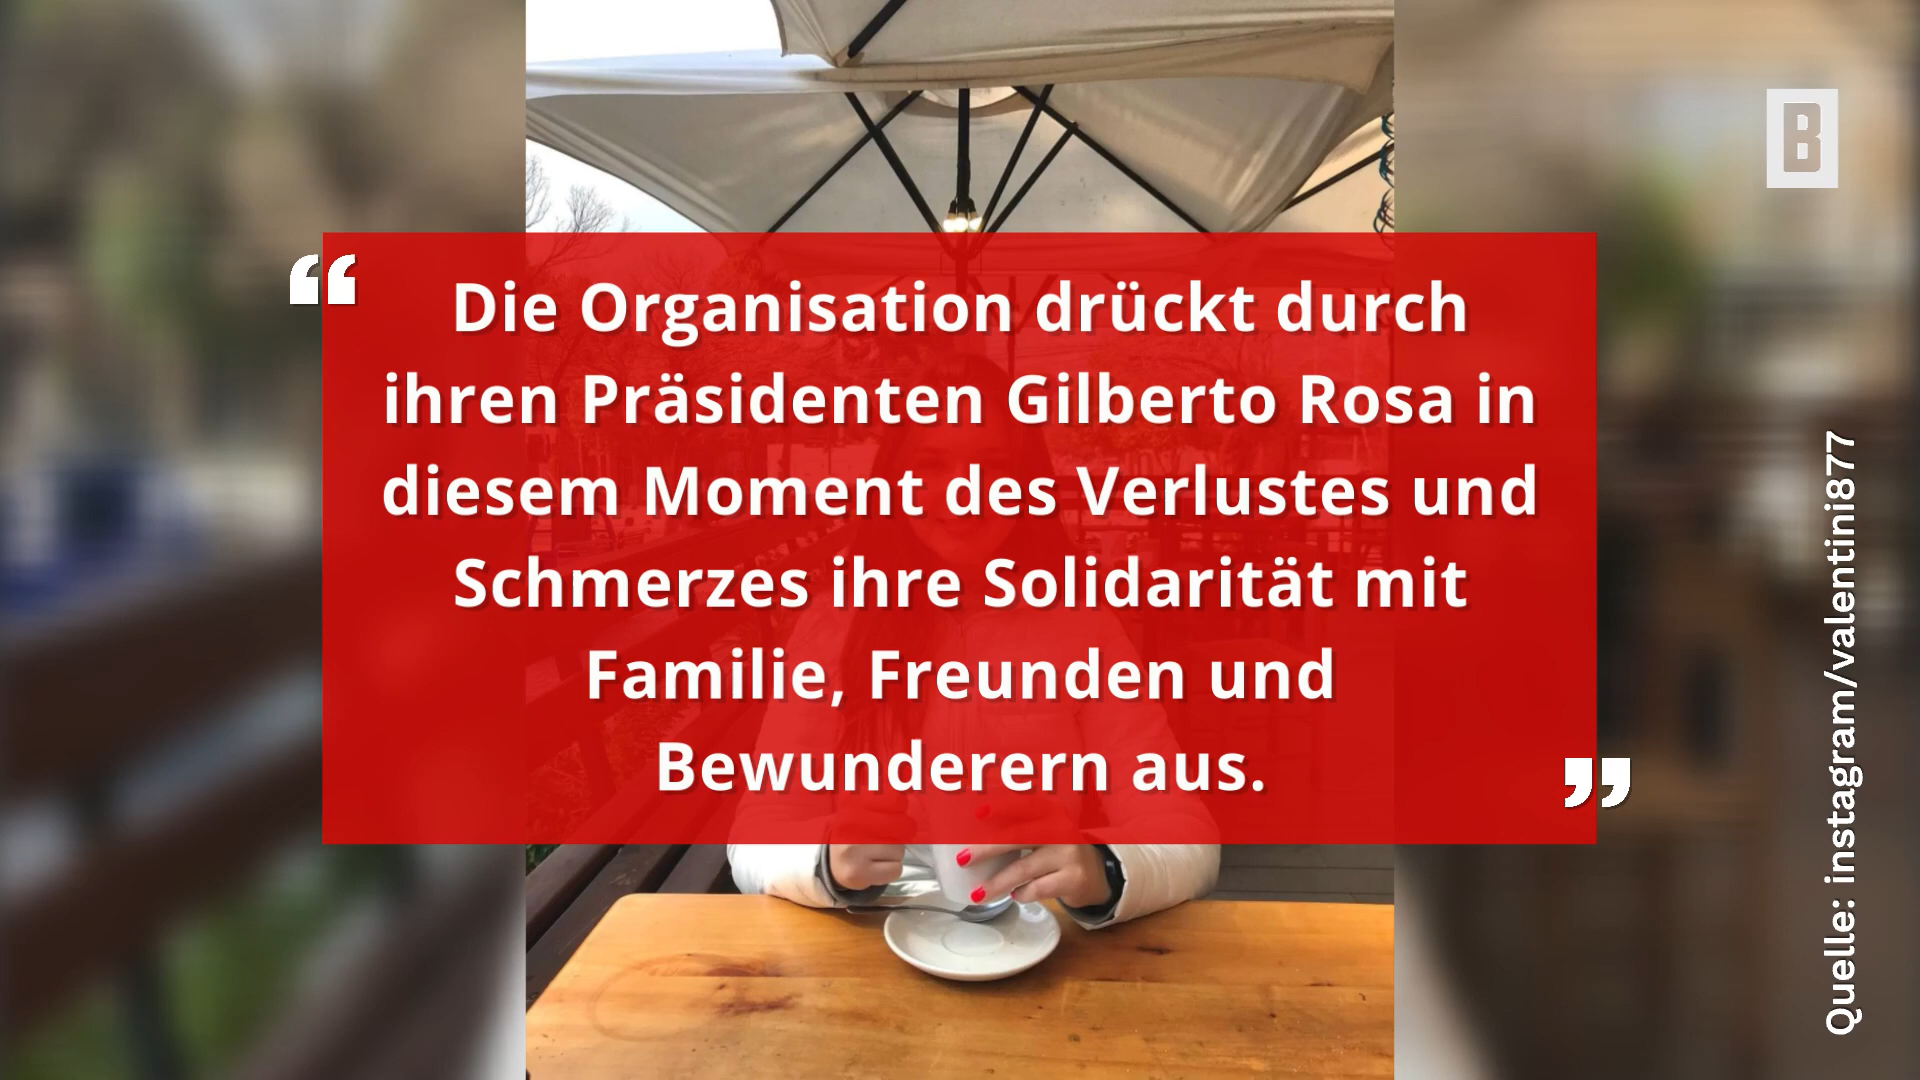 B
“ Die Organisation drückt durch
ihren Präsidenten Gilberto Rosa in
diesem Moment des Verlustes und
Schmerzes ihre Solidarität mit
Familie, Freunden und
Bewunderern aus. ”
Quelle: instagram/valentini877